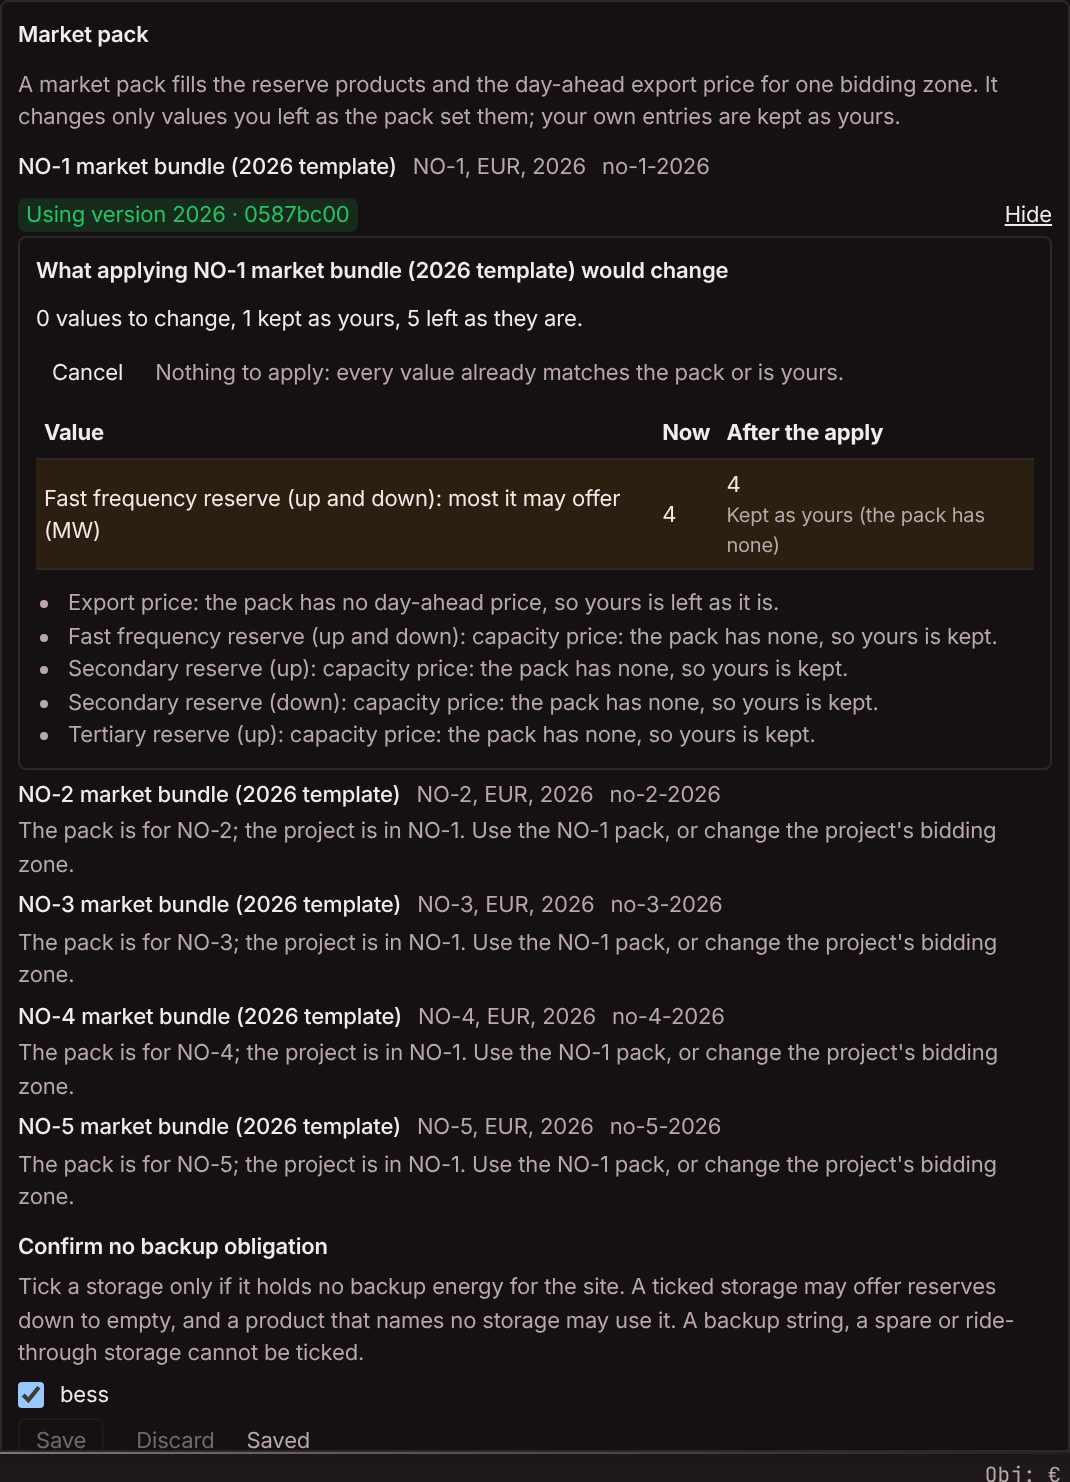 Market pack
A market pack fills the reserve products and the day-ahead export price for one bidding zone. It
changes only values you left as the pack set them; your own entries are kept as yours.
NO-1 market bundle (2026 template) NO-1, EUR, 2026 no-1-2026
Using version 2026 · 0587bc00 Hide
What applying NO-1 market bundle (2026 template) would change
0 values to change, 1 kept as yours, 5 left as they are.
Cancel Nothing to apply: every value already matches the pack or is yours.
Value Now After the apply
Fast frequency reserve (up and down): most it may offer
(MW)
4
4
Kept as yours (the pack has
none)
• Export price: the pack has no day-ahead price, so yours is left as it is.
• Fast frequency reserve (up and down): capacity price: the pack has none, so yours is kept.
• Secondary reserve (up): capacity price: the pack has none, so yours is kept.
• Secondary reserve (down): capacity price: the pack has none, so yours is kept.
• Tertiary reserve (up): capacity price: the pack has none, so yours is kept.
NO-2 market bundle (2026 template) NO-2, EUR, 2026 no-2-2026
The pack is for NO-2; the project is in NO-1. Use the NO-1 pack, or change the project's bidding
zone.
NO-3 market bundle (2026 template) NO-3, EUR, 2026 no-3-2026
The pack is for NO-3; the project is in NO-1. Use the NO-1 pack, or change the project's bidding
zone.
NO-4 market bundle (2026 template) NO-4, EUR, 2026 no-4-2026
The pack is for NO-4; the project is in NO-1. Use the NO-1 pack, or change the project's bidding
zone.
NO-5 market bundle (2026 template) NO-5, EUR, 2026 no-5-2026
The pack is for NO-5; the project is in NO-1. Use the NO-1 pack, or change the project's bidding
zone.
Confirm no backup obligation
Tick a storage only if it holds no backup energy for the site. A ticked storage may offer reserves
down to empty, and a product that names no storage may use it. A backup string, a spare or ride-
through storage cannot be ticked.
bess
Save Discard Saved
Obj: €